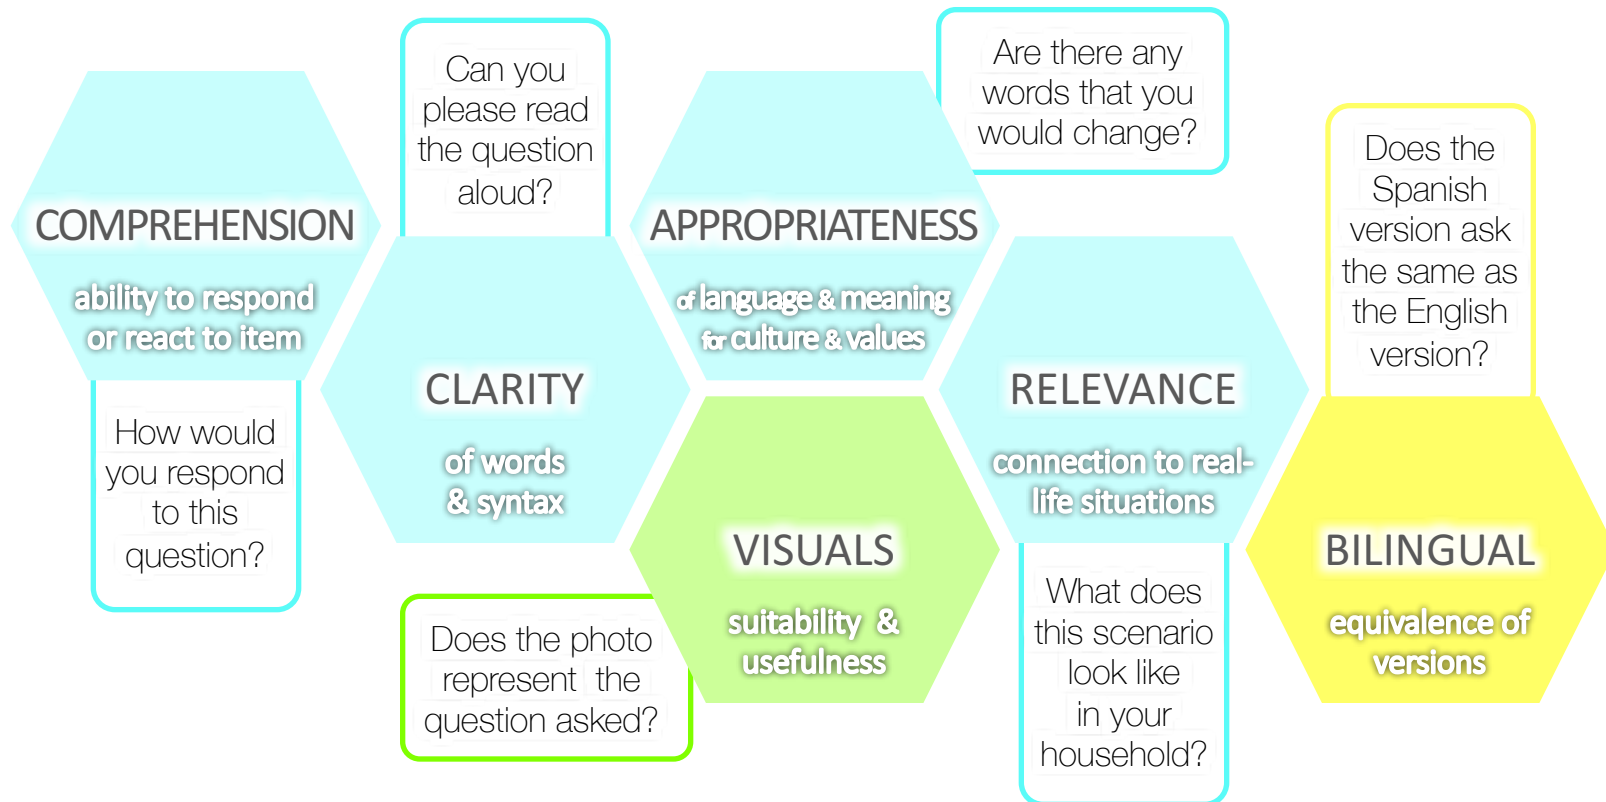 COMPREHENSION
ability to respond
or react to item
How would
you respond
to this
question?
Can you
please read
the question
aloud?
CLARITY
of words
& syntax
APPROPRIATENESS
of language & meaning
for culture & values
Are there any
words that you
would change?
VISUALS
suitability & 
usefulness
Does the photo
represent the
question asked?
RELEVANCE
connection to real-
life situations
What does
this scenario
look like
in your
household?
Does the
Spanish
version ask
the same as
the English
version?
BILINGUAL
equivalence of
versions